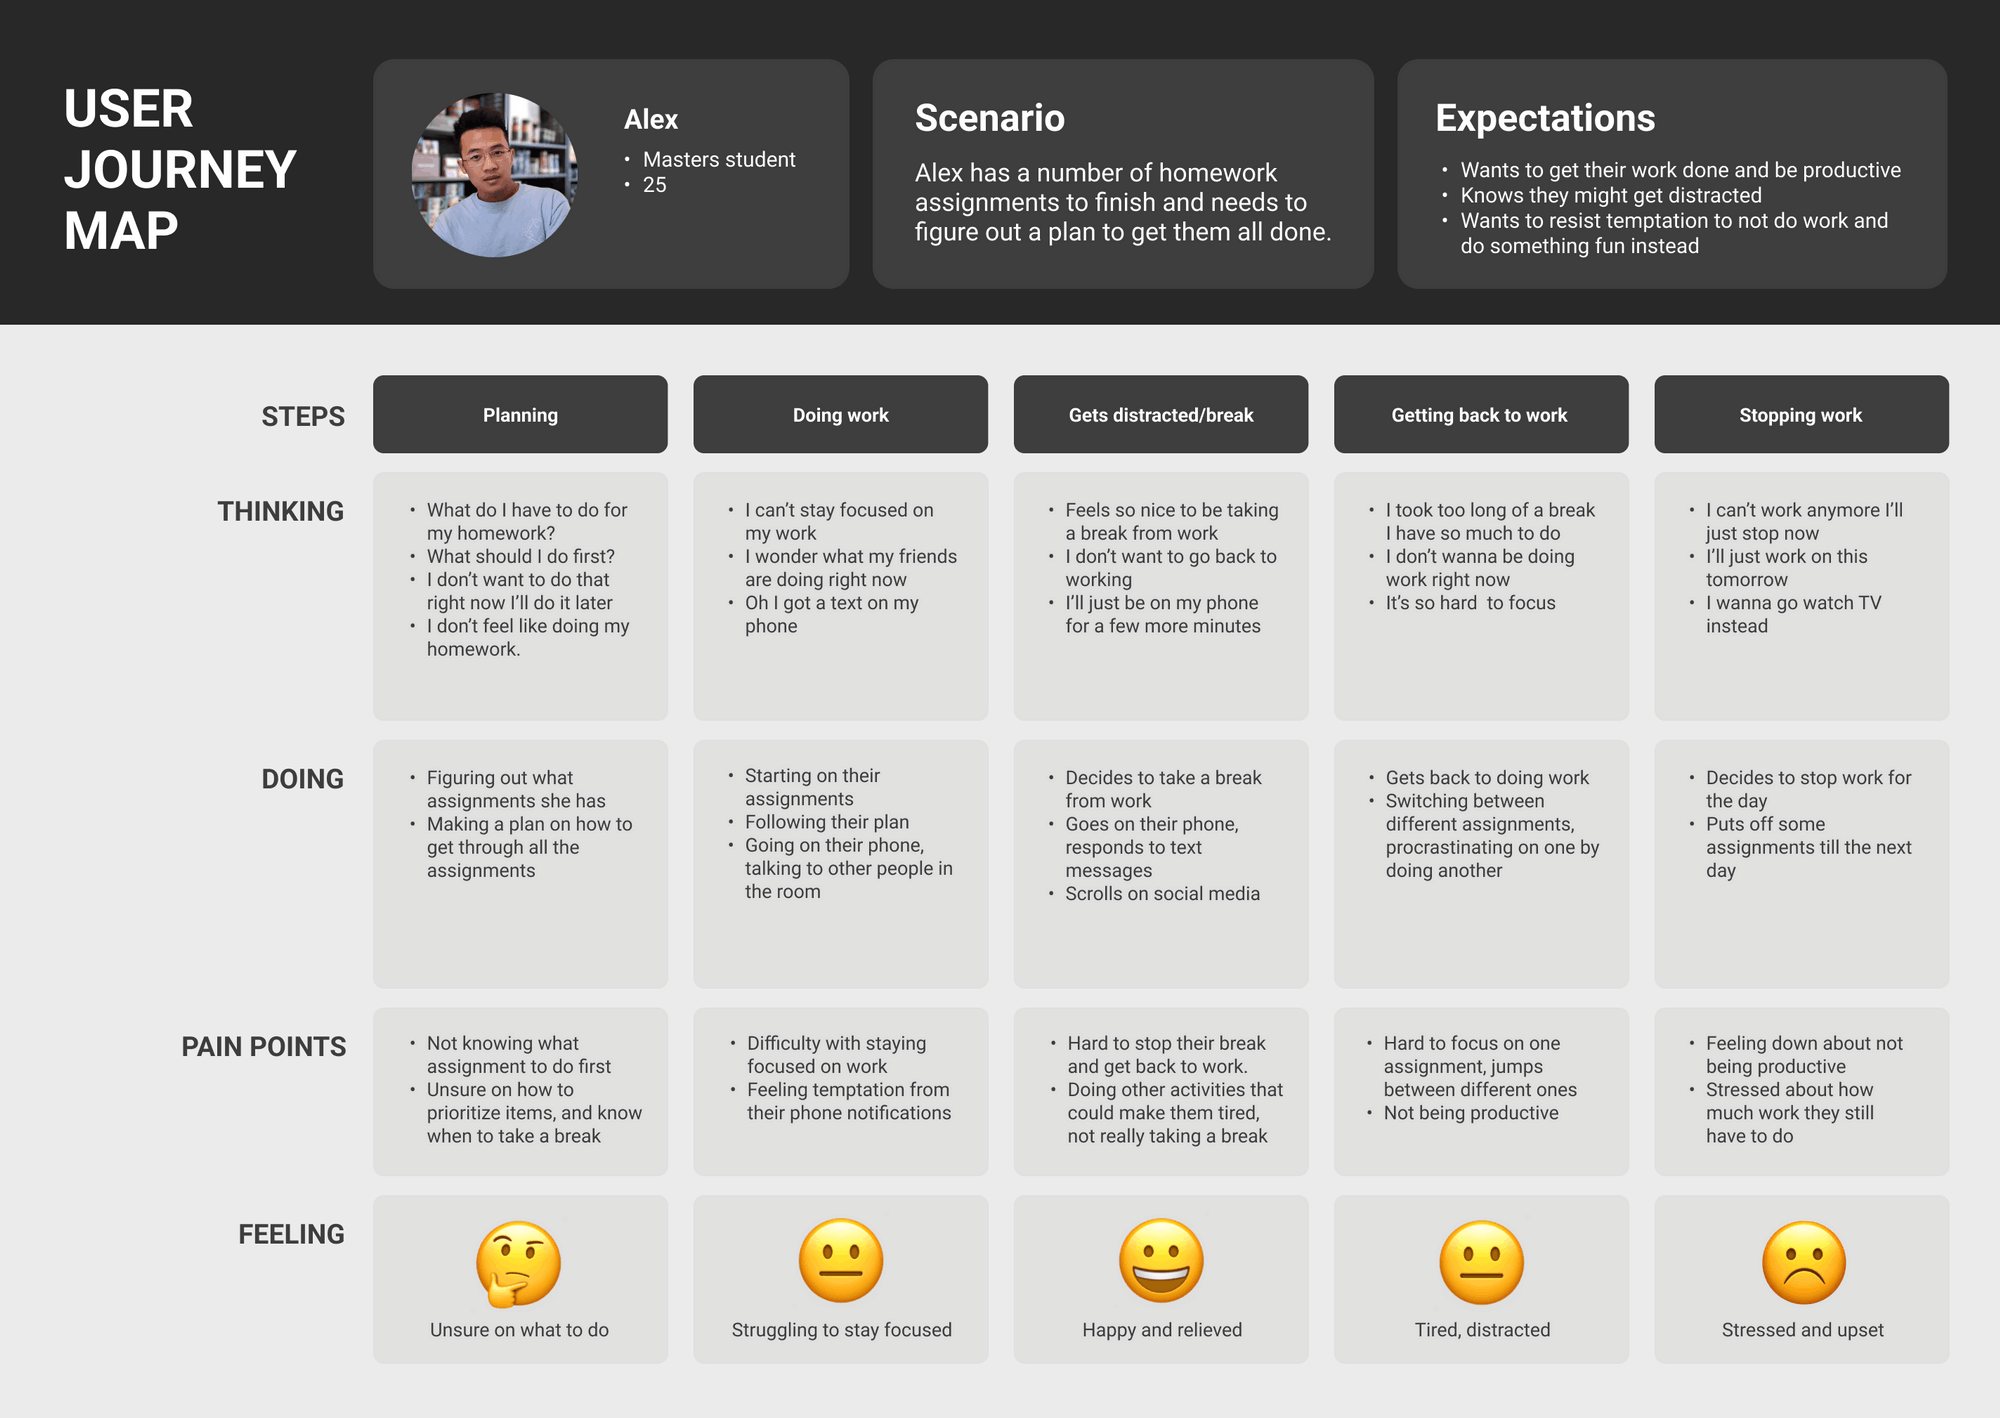 USER
JOURNEY
MAP
Alex
• Masters student
• 25
Scenario
Alex has a number of homework
assignments to finish and needs to
figure out a plan to get them all done.
Expectations
• Wants to get their work done and be productive
• Knows they might get distracted
• Wants to resist temptation to not do work and
do something fun instead
STEPS
Planning
Doing work
Gets distracted/break
Getting back to work
Stopping work
THINKING
• What do I have to do for
my homework?
• What should I do first?
• I don’t want to do that
right now I’ll do it later
• I don’t feel like doing my
homework.
• I can’t stay focused on
my work
• I wonder what my friends
are doing right now
• Oh I got a text on my
phone
• Feels so nice to be taking
a break from work
• I don’t want to go back to
working
• I’ll just be on my phone
for a few more minutes
• I took too long of a break
I have so much to do
• I don’t wanna be doing
work right now
• It’s so hard  to focus
• I can’t work anymore I’ll
just stop now
• I’ll just work on this
tomorrow
• I wanna go watch TV
instead
DOING
• Figuring out what
assignments she has
• Making a plan on how to
get through all the
assignments
• Starting on their
assignments
• Following their plan
• Going on their phone,
talking to other people in
the room
• Decides to take a break
from work
• Goes on their phone,
responds to text
messages
• Scrolls on social media
• Gets back to doing work
• Switching between
different assignments,
procrastinating on one by
doing another
• Decides to stop work for
the day
• Puts off some
assignments till the next
day
PAIN POINTS
• Not knowing what
assignment to do first
• Unsure on how to
prioritize items, and know
when to take a break
• Difficulty with staying
focused on work
• Feeling temptation from
their phone notifications
• Hard to stop their break
and get back to work.
• Doing other activities that
could make them tired,
not really taking a break
• Hard to focus on one
assignment, jumps
between different ones
• Not being productive
• Feeling down about not
being productive
• Stressed about how
much work they still
have to do
FEELING
Unsure on what to do
Struggling to stay focused
Happy and relieved
Tired, distracted
Stressed and upset